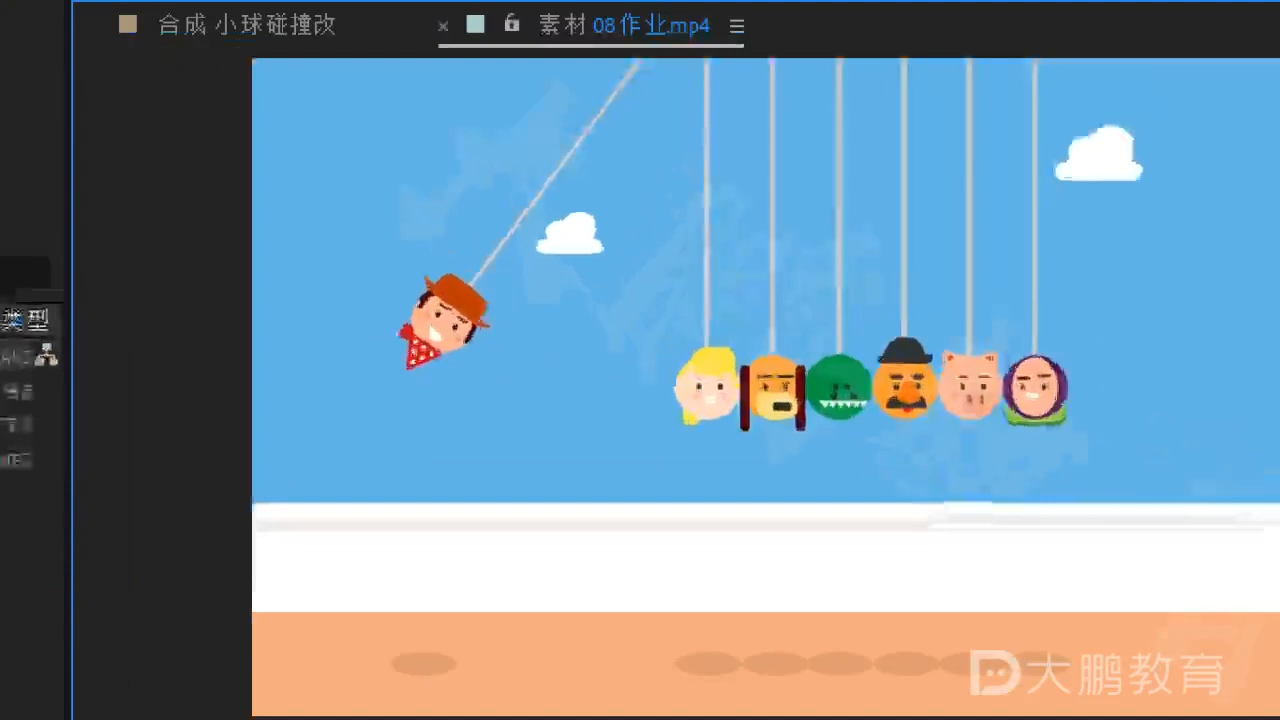 合成 小球碰撞改
素材 08作业.mp4
类型
大鹏教育